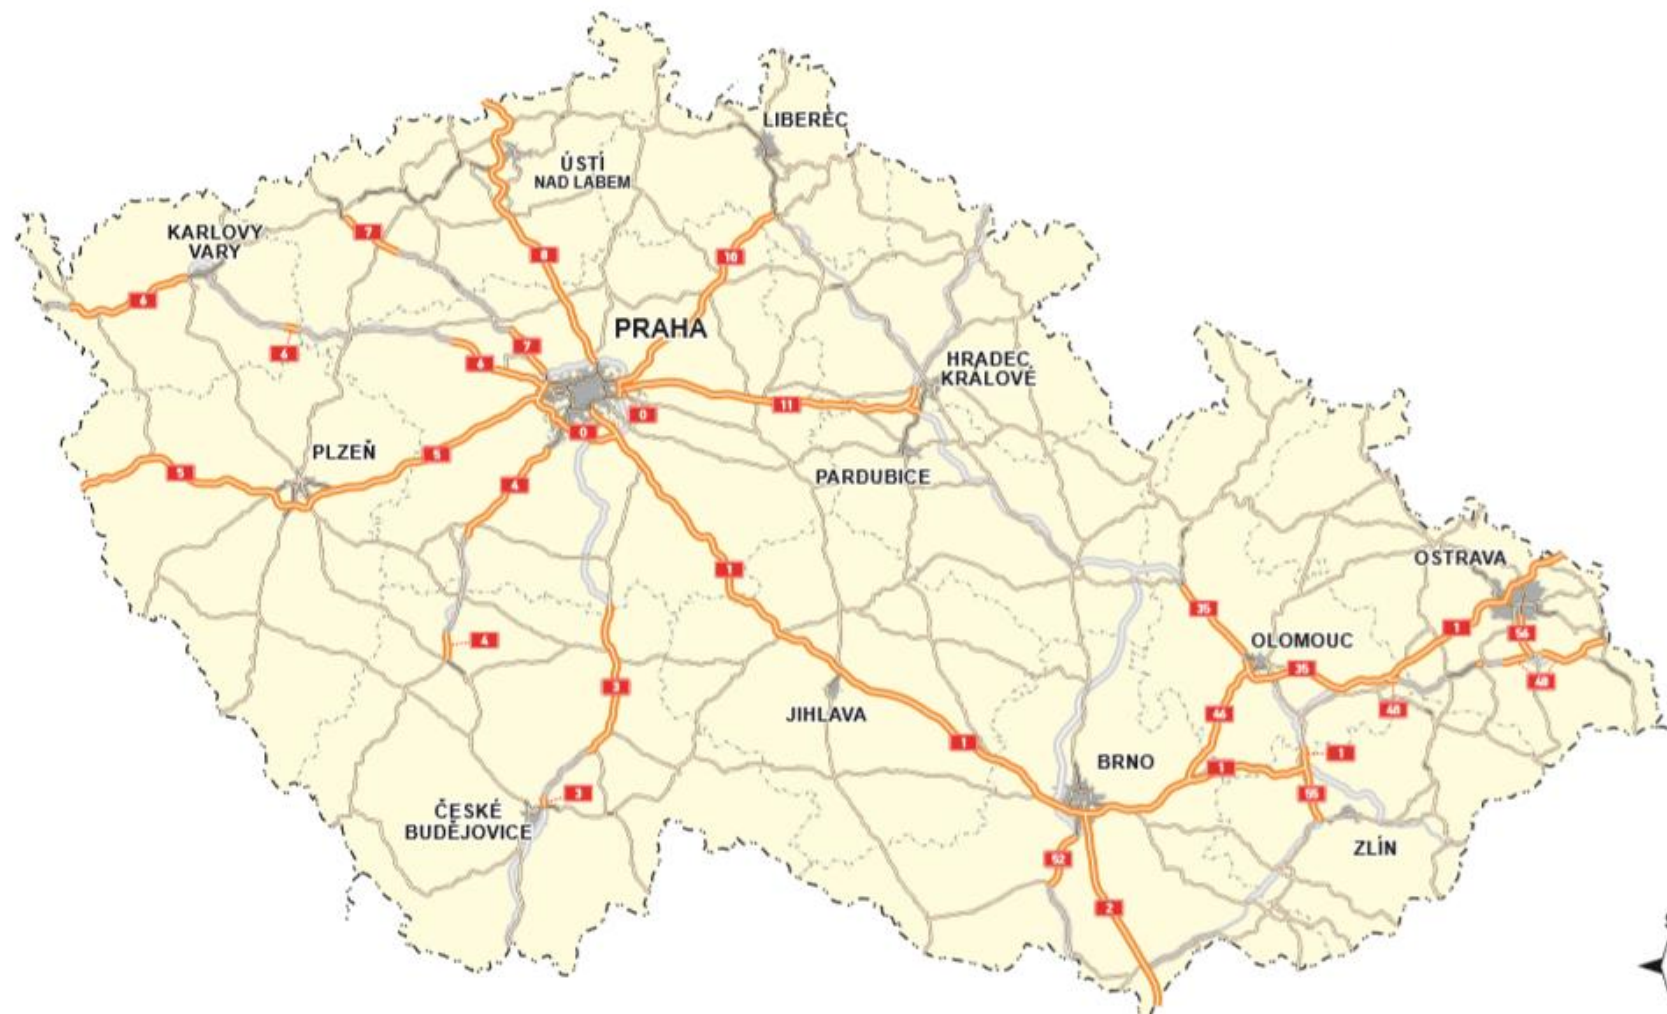 LIBEREC
ÚSTÍ
NAD LABEM
KARLOVY
VARY
7
8
10
6
PRAHA
7
6
6
HRADEC
KRÁLOVÉ
11
0
0
PLZEŇ
5
5
PARDUBICE
4
OSTRAVA
1
35
1
56
4
OLOMOUC
35
48
3
48
JIHLAVA
46
1
BRNO
1
1
3
55
ČESKÉ
BUDĚJOVICE
ZLÍN
52
2